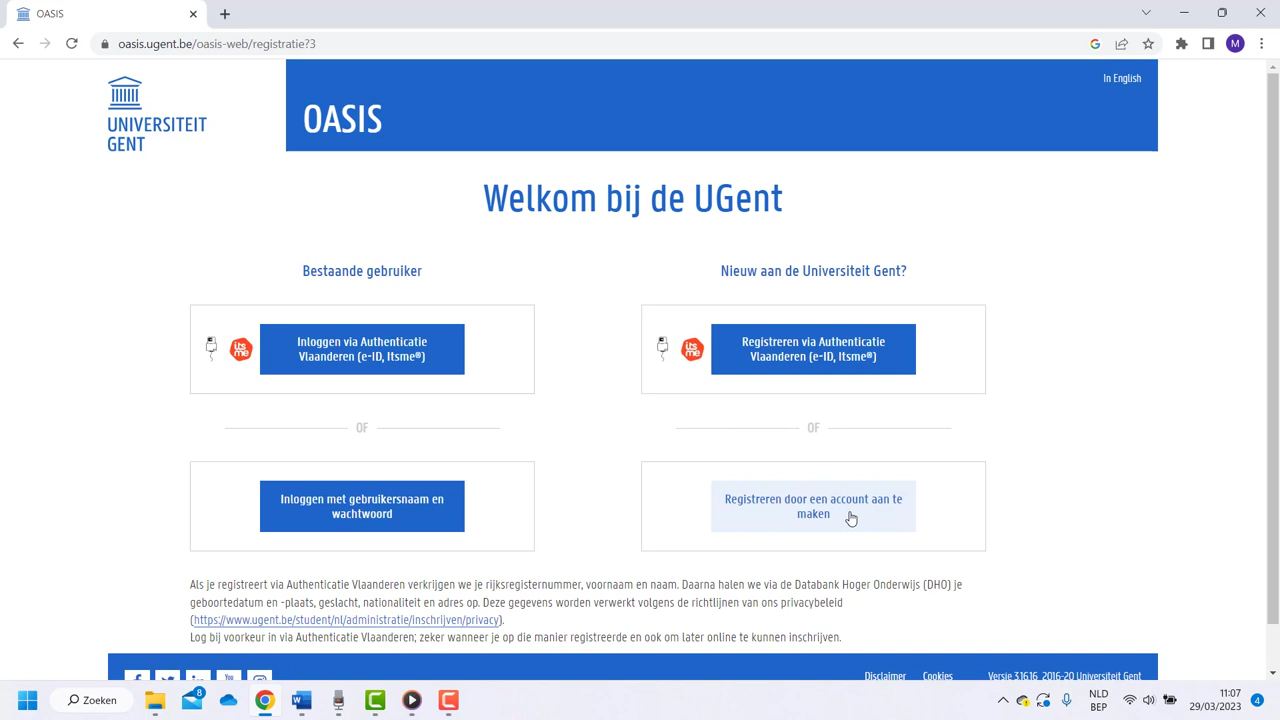 OASIS
oasis.ugent.be/oasis-web/registratie?3
M
In English
UNIVERSITEIT
GENT
OASIS
Welkom bij de UGent
Bestaande gebruiker
Nieuw aan de Universiteit Gent?
its me
Inloggen via Authenticatie
Vlaanderen (e-ID, Itsme®)
its me
Registreren via Authenticatie
Vlaanderen (e-ID, Itsme®)
OF
OF
Inloggen met gebruikersnaam en
wachtwoord
Registreren door een account aan te
maken
Als je registreert via Authenticatie Vlaanderen verkrijgen we je rijksregisternummer, voornaam en naam. Daarna halen we via de Databank Hoger Onderwijs (DHO) je
geboortedatum en -plaats, geslacht, nationaliteit en adres op. Deze gegevens worden verwerkt volgens de richtlijnen van ons privacybeleid
(https://www.ugent.be/student/nl/administratie/inschrijven/privacy).
Log bij voorkeur in via Authenticatie Vlaanderen; zeker wanneer je op die manier registreerde en ook om later online te kunnen inschrijven.
Disclaimer Cookies Versie 3.16.16, 2016-20 Universiteit Gent
Zoeken
8
W
C
C
NLD
BEP
11:07
29/03/2023
4